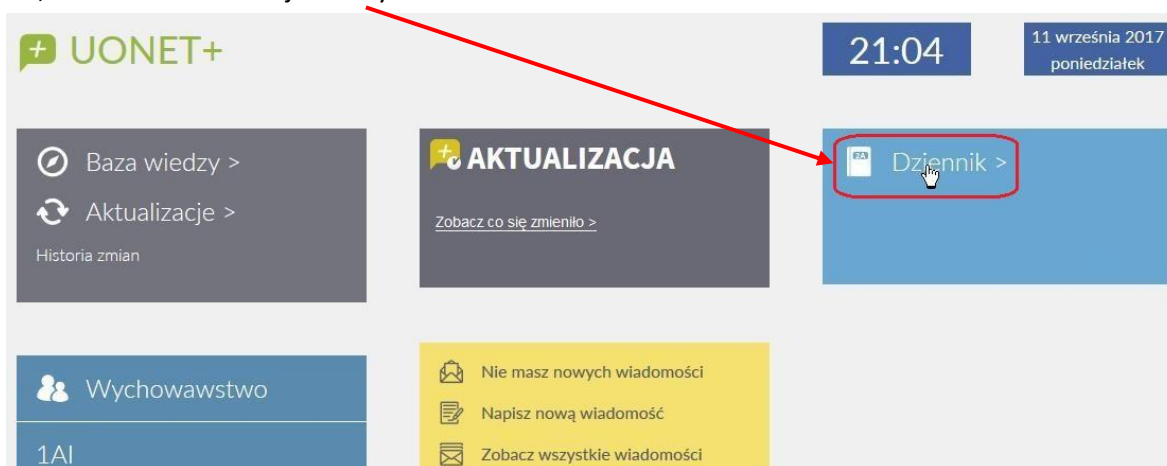 UONET+
21:04
11 września 2017
poniedziałek
Baza wiedzy >
Aktualizacje >
Historia zmian
AKTUALIZACJA
Zobacz co się zmieniło >
Dziennik >
Wychowawstwo
1AI
Nie masz nowych wiadomości
Napisz nową wiadomość
Zobacz wszystkie wiadomości